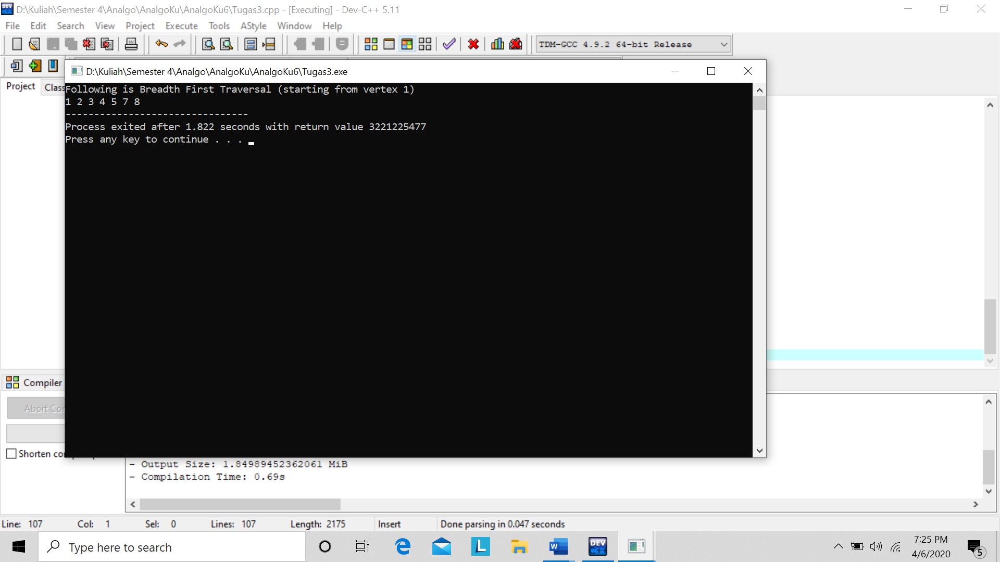 D:\Kuliah\Semester 4\Analgo\AnalgoKu\AnalgoKu6\Tugas3.cpp - [Executing] - Dev-C++ 5.11
File Edit Search View Project Execute Tools AStyle Window Help
TDM-GCC 4.9.2 64-bit Release
D:\Kuliah\Semester 4\Analgo\AnalgoKu\AnalgoKu6\Tugas3.exe
Project Class
Following is Breadth First Traversal (starting from vertex 1)
1 2 3 4 5 7 8
--------------------------------
Process exited after 1.822 seconds with return value 3221225477
Press any key to continue . . .
Compiler
Abort Co
Shorten co
- Output Size: 1.84989452362061 MiB
- Compilation Time: 0.69s
Line: 107 Col: 1 Sel: 0 Lines: 107 Length: 2175 Insert Done parsing in 0.047 seconds
Type here to search
DEV C++
7:25 PM
4/6/2020
5